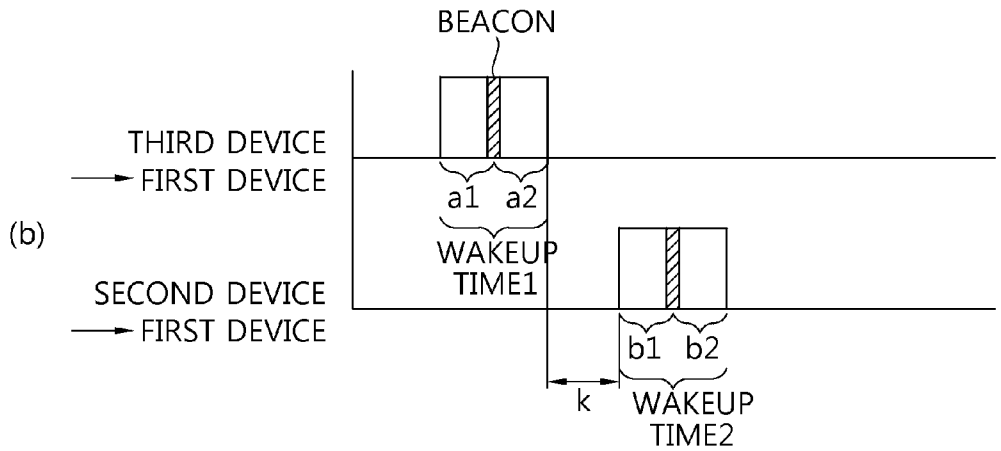 BEACON
THIRD DEVICE
FIRST DEVICE
a1 a2
(b)
WAKEUP
TIME1
SECOND DEVICE
FIRST DEVICE
b1 b2
k
WAKEUP
TIME2